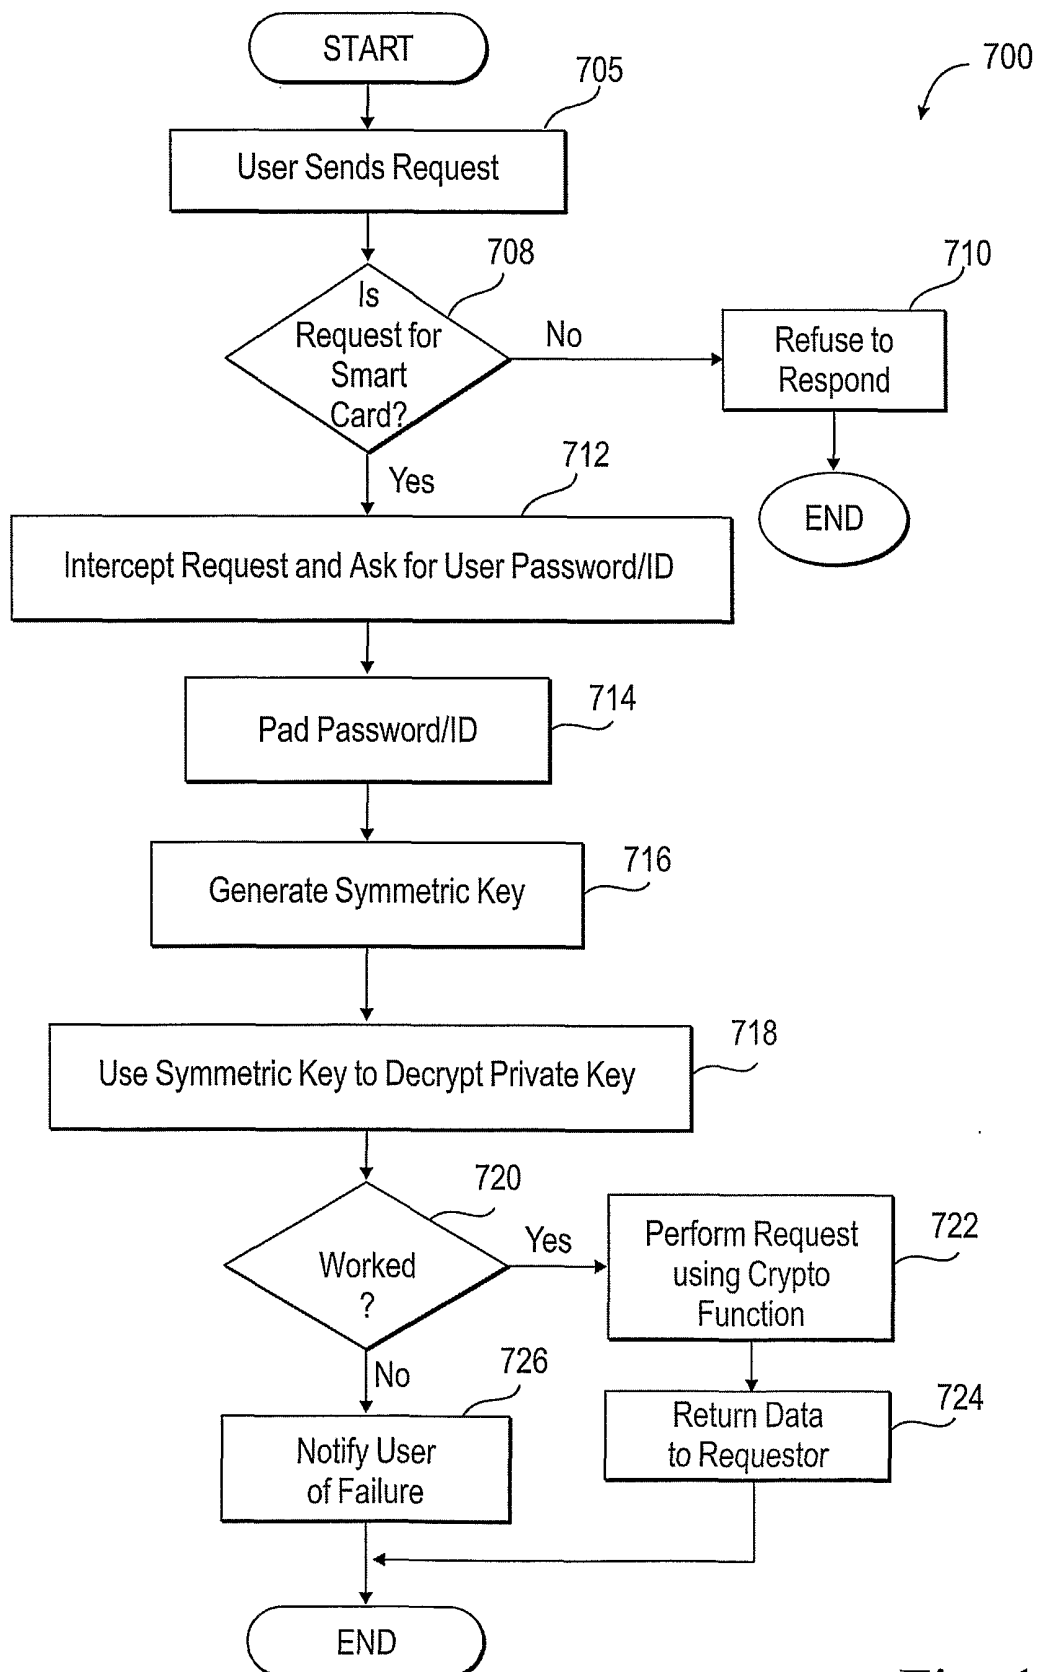 START
700
705
User Sends Request
708
Is
Request for
Smart
Card?
No
710
Refuse to
Respond
END
Yes
712
Intercept Request and Ask for User Password/ID
714
Pad Password/ID
716
Generate Symmetric Key
718
Use Symmetric Key to Decrypt Private Key
720
Worked
?
Yes
722
Perform Request
using Crypto
Function
No
726
Notify User
of Failure
724
Return Data
to Requestor
END